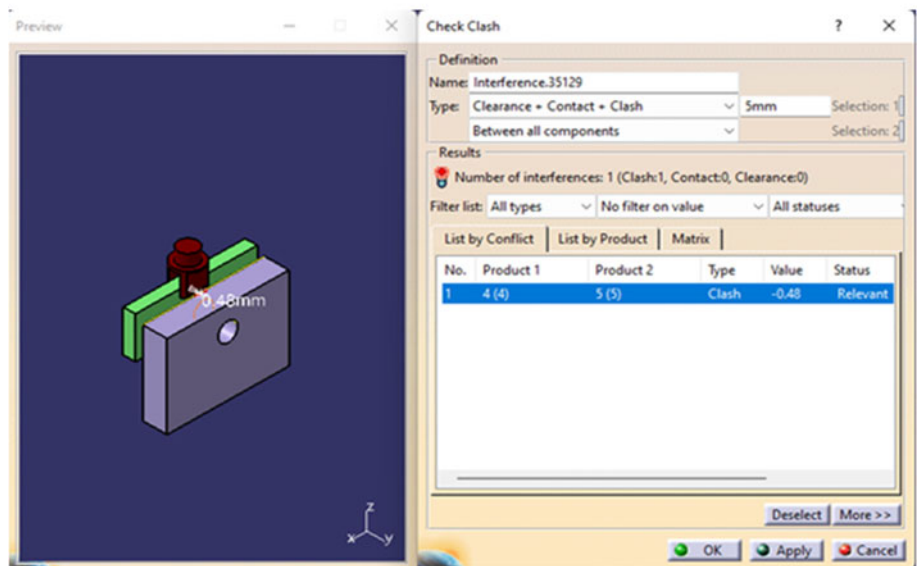 Preview
0.48mm
z
x
y
Check Clash
?
Definition
Name: Interference.35129
Type: Clearance + Contact + Clash 5mm Selection: 1
Between all components Selection: 2
Results
Number of interferences: 1 (Clash:1, Contact:0, Clearance:0)
Filter list: All types No filter on value All statuses
List by Conflict List by Product Matrix
No. Product 1 Product 2 Type Value Status
1 4 (4) 5 (5) Clash -0.48 Relevant
Deselect More >>
OK Apply Cancel